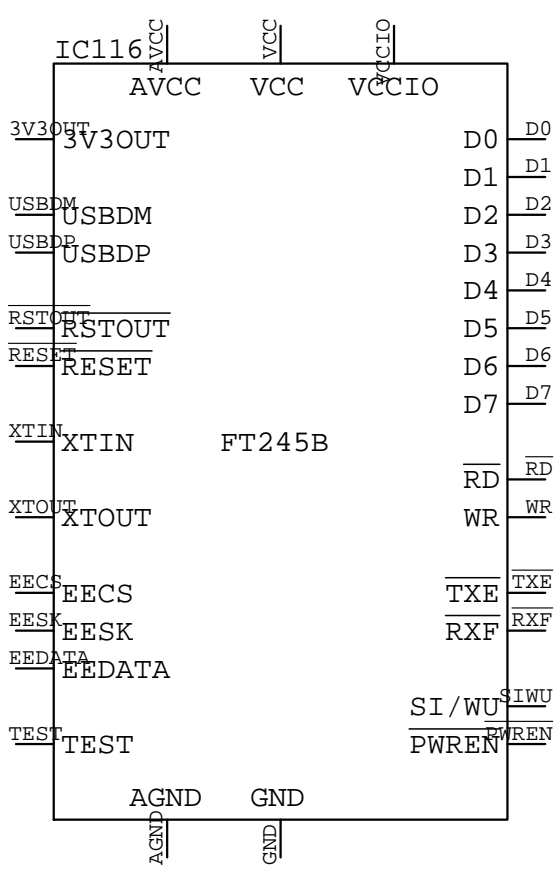 IC116
AVCC VCC VCCIO
AVCC VCC VCCIO
3V3OUT 3V3OUT D0 D0
D1 D1
USBDM USBDM D2 D2
USBDP USBDP D3 D3
D4 D4
RSTOUT RSTOUT D5 D5
RESET RESET D6 D6
D7 D7
XTIN XTIN FT245B
RD RD
XTOUT XTOUT WR WR
EECS EECS TXE TXE
EESK EESK RXF RXF
EEDATA EEDATA
SI/WU SIWU
TEST TEST PWREN PWREN
AGND GND
AGND GND